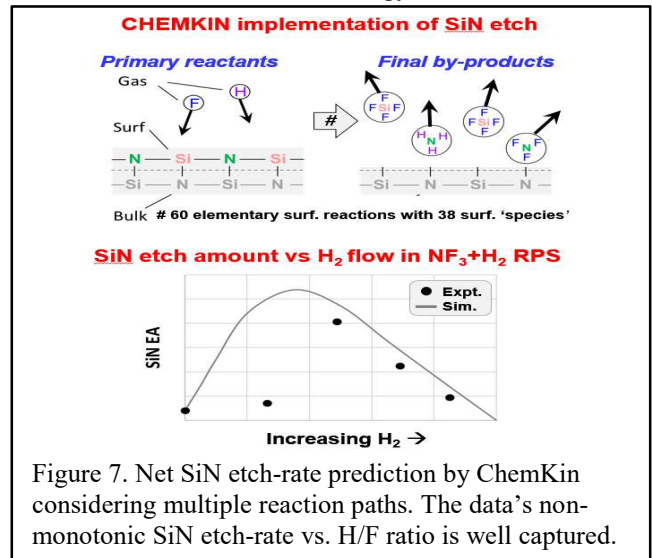 CHEMKIN implementation of SiN etch
Primary reactants
Final by-products
Gas
F
H
Surf
N Si N Si
Si N Si N
Bulk
#
F
F Si F
F
H N H
H
F
F Si F
F
F N F
F
Si N Si N
# 60 elementary surf. reactions with 38 surf. ‘species’
SiN etch amount vs H₂ flow in NF₃+H₂ RPS
SiN EA
Expt.
Sim.
Increasing H₂ →
Figure 7. Net SiN etch-rate prediction by ChemKin
considering multiple reaction paths. The data’s non-
monotonic SiN etch-rate vs. H/F ratio is well captured.